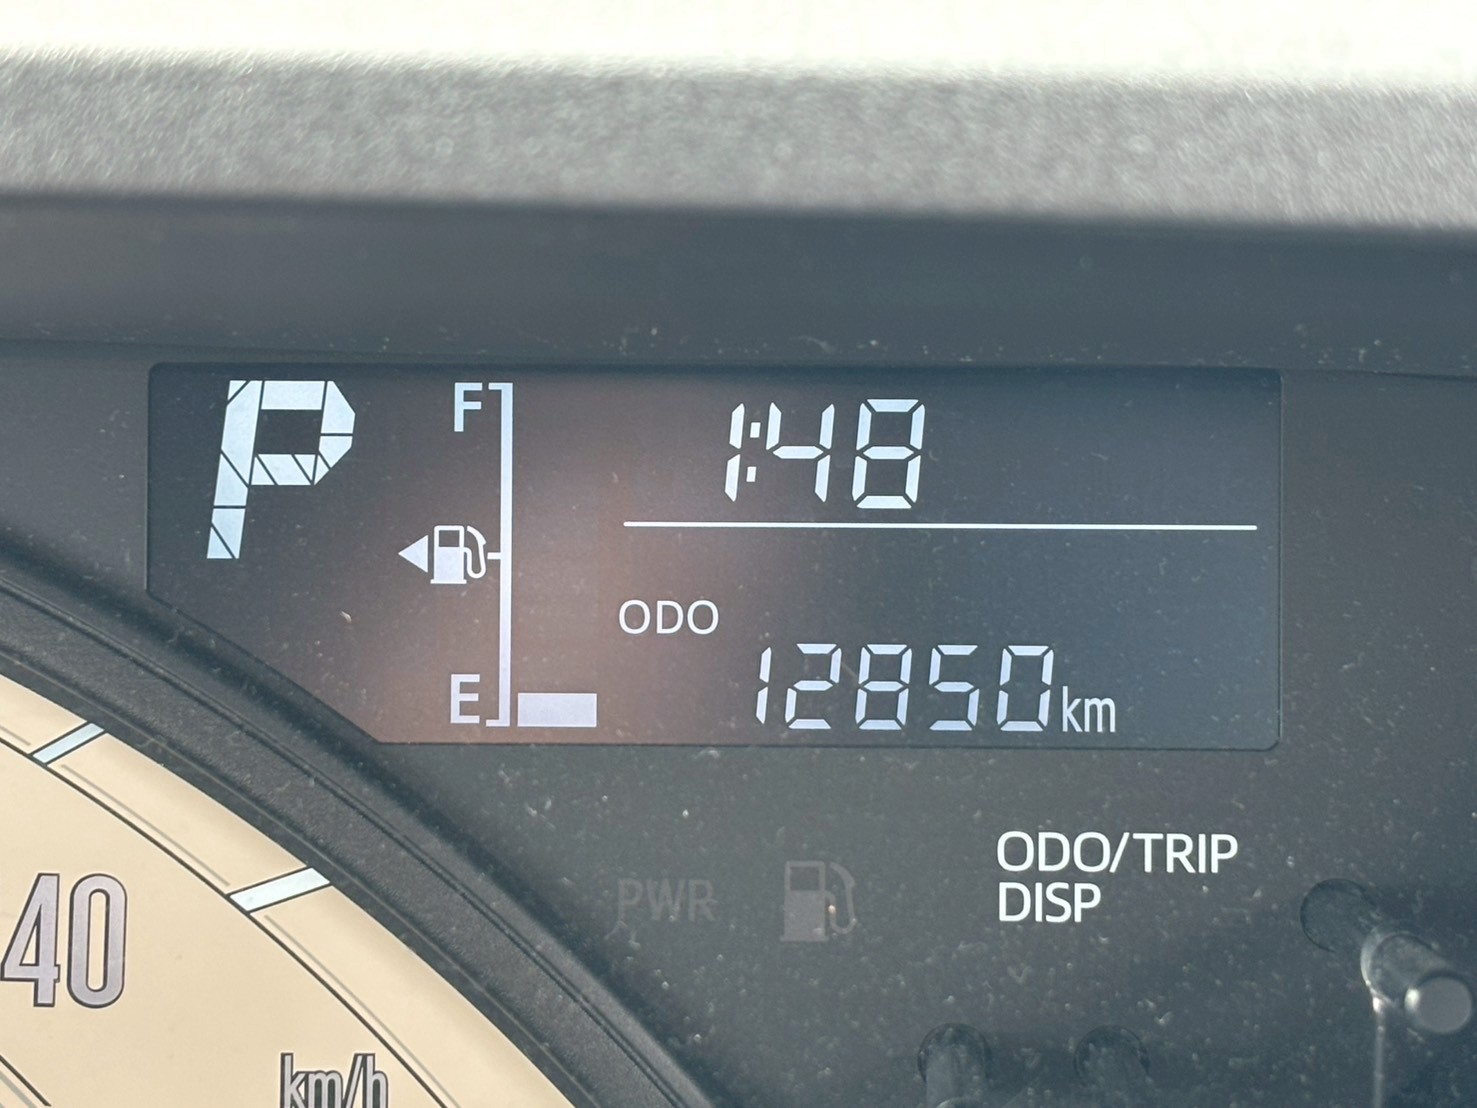 P
F
1:48
ODO
E
12850km
ODO/TRIP
DISP
PWR
40
km/h